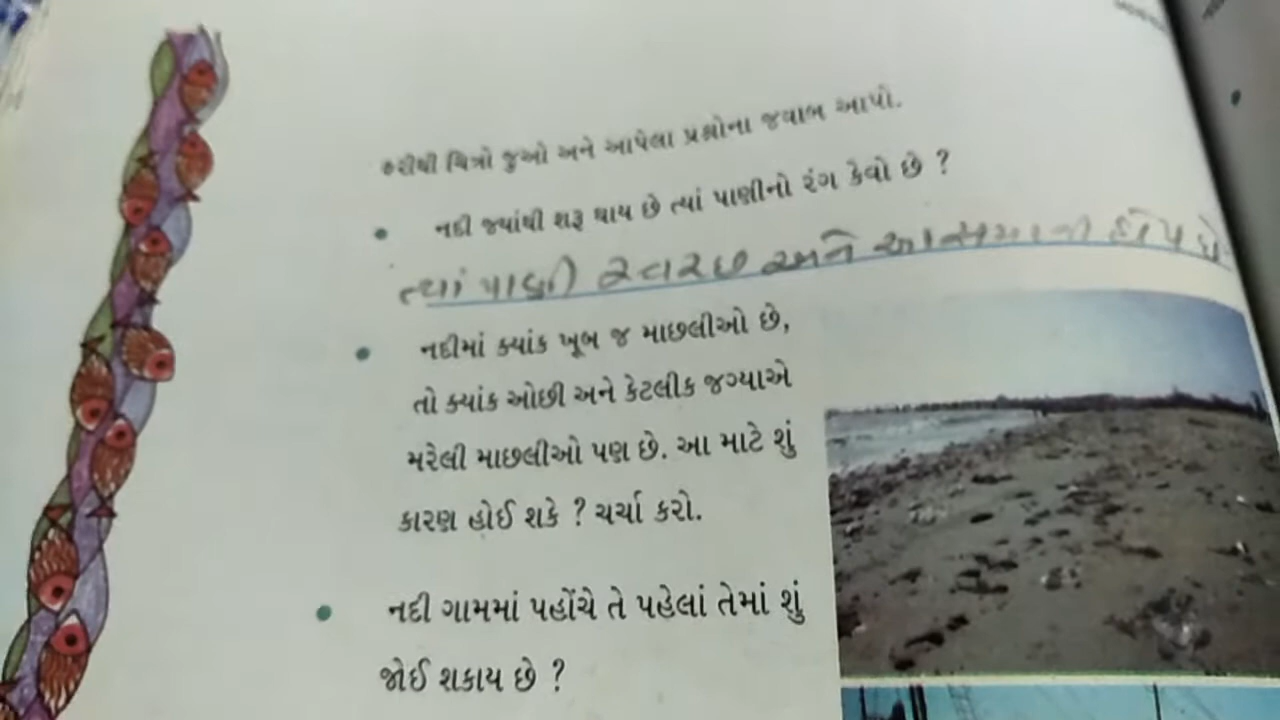 ફરીથી ચિત્રો જુઓ અને આપેલા પ્રશ્નોના જવાબ આપો.
• નદી જ્યાંથી શરૂ થાય છે ત્યાં પાણીનો રંગ કેવો છે ?
ત્યાં પાણી સ્વચ્છ અને આસમાની
• નદીમાં ક્યાંક ખૂબ જ માછલીઓ છે,
તો ક્યાંક ઓછી અને કેટલીક જગ્યાએ
મરેલી માછલીઓ પણ છે. આ માટે શું
કારણ હોઈ શકે ? ચર્ચા કરો.
• નદી ગામમાં પહોંચે તે પહેલાં તેમાં શું
જોઈ શકાય છે ?